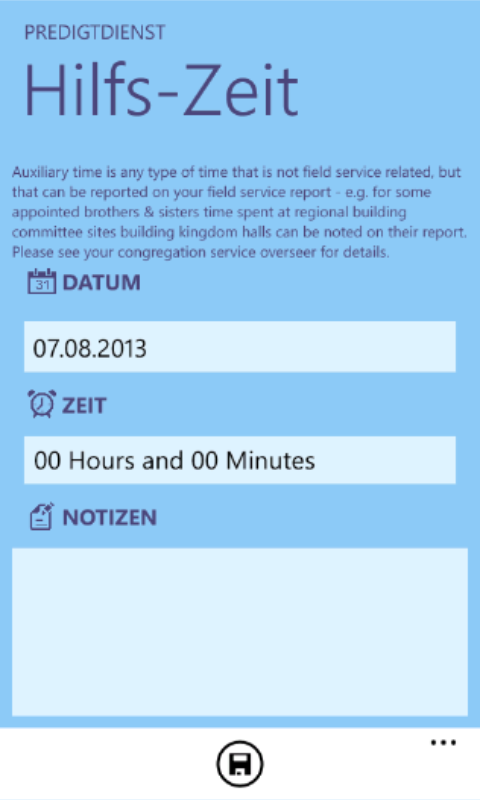 PREDIGTDIENST
Hilfs-Zeit
Auxiliary time is any type of time that is not field service related, but
that can be reported on your field service report - e.g. for some
appointed brothers & sisters time spent at regional building
committee sites building kingdom halls can be noted on their report.
Please see your congregation service overseer for details.
31 DATUM
07.08.2013
ZEIT
00 Hours and 00 Minutes
NOTIZEN